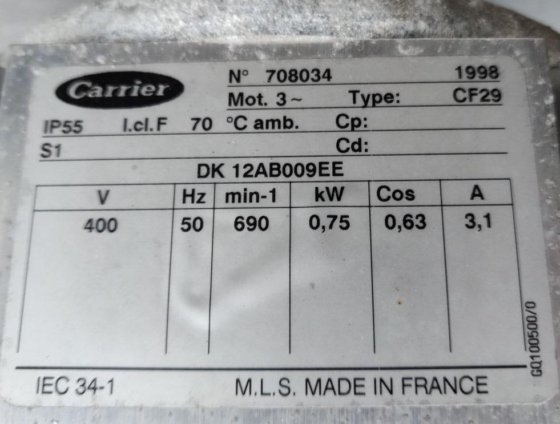 Carrier
N° 708034 1998
Mot. 3~ Type: CF29
IP55 I.cl.F 70 °C amb. Cp:
S1 Cd:
DK 12AB009EE
V Hz min-1 kW Cos A
400 50 690 0,75 0,63 3,1
GQ100500/0
IEC 34-1 M.L.S. MADE IN FRANCE